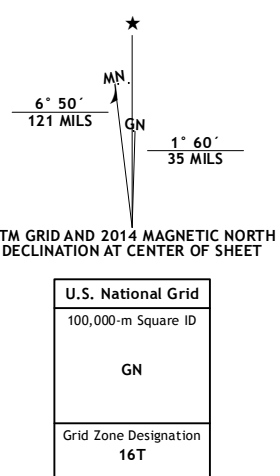 ★
MN
6° 50´
121 MILS
GN
1° 60´
35 MILS
TM GRID AND 2014 MAGNETIC NORTH
DECLINATION AT CENTER OF SHEET
U.S. National Grid
100,000-m Square ID
GN
Grid Zone Designation
16T